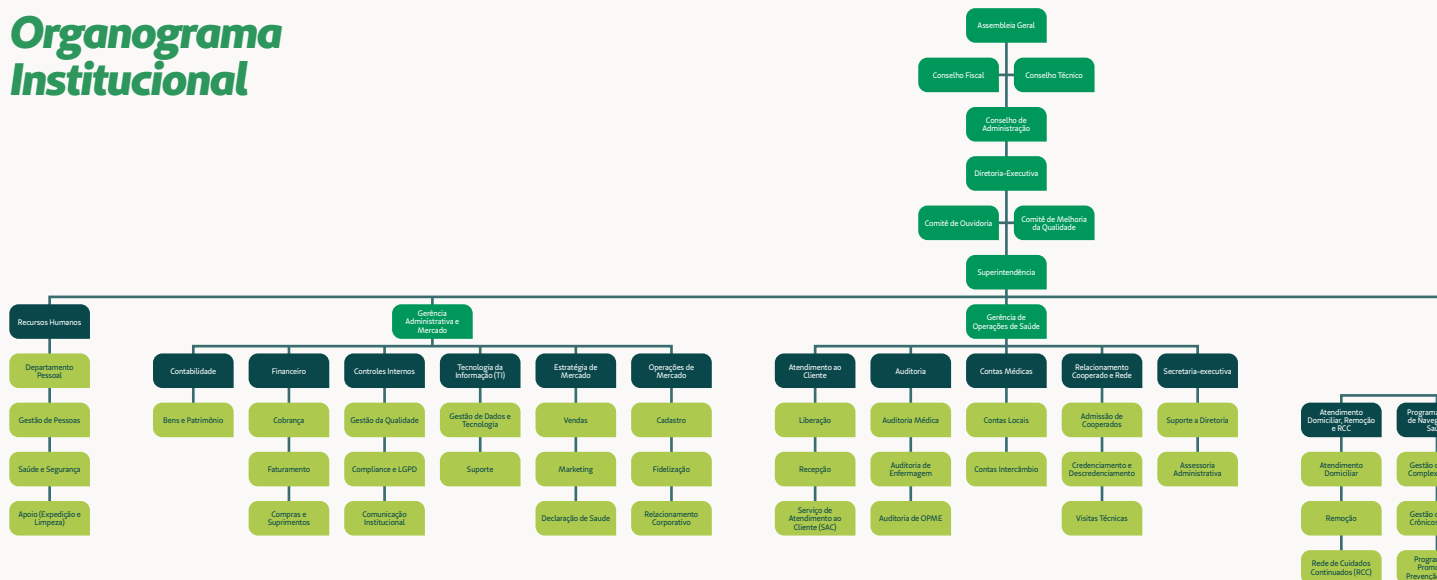 Organograma
Institucional
Assembleia Geral
Conselho Fiscal
Conselho Técnico
Conselho de
Administração
Diretoria-Executiva
Comitê de Ouvidoria
Comitê de Melhoria
da Qualidade
Superintendência
Recursos Humanos
Departamento
Pessoal
Gestão de Pessoas
Saúde e Segurança
Apoio (Expedição e
Limpeza)
Gerência
Administrativa e
Mercado
Contabilidade
Bens e Patrimônio
Financeiro
Cobrança
Faturamento
Compras e
Suprimentos
Controles Internos
Gestão da Qualidade
Compliance e LGPD
Comunicação
Institucional
Tecnologia da
Informação (TI)
Gestão de Dados e
Tecnologia
Suporte
Estratégia de
Mercado
Vendas
Marketing
Declaração de Saude
Operações de
Mercado
Cadastro
Fidelização
Relacionamento
Corporativo
Gerência de
Operações de Saúde
Atendimento ao
Cliente
Liberação
Recepção
Serviço de
Atendimento ao
Cliente (SAC)
Auditoria
Auditoria Médica
Auditoria de
Enfermagem
Auditoria de OPME
Contas Médicas
Contas Locais
Contas Intercâmbio
Relacionamento
Cooperado e Rede
Admissão de
Cooperados
Credenciamento e
Descredenciamento
Visitas Técnicas
Secretaria-executiva
Suporte a Diretoria
Assessoria
Administrativa
Atendimento
Domiciliar, Remoção
e RCC
Atendimento
Domiciliar
Remoção
Rede de Cuidados
Continuados (RCC)
de
Gestão